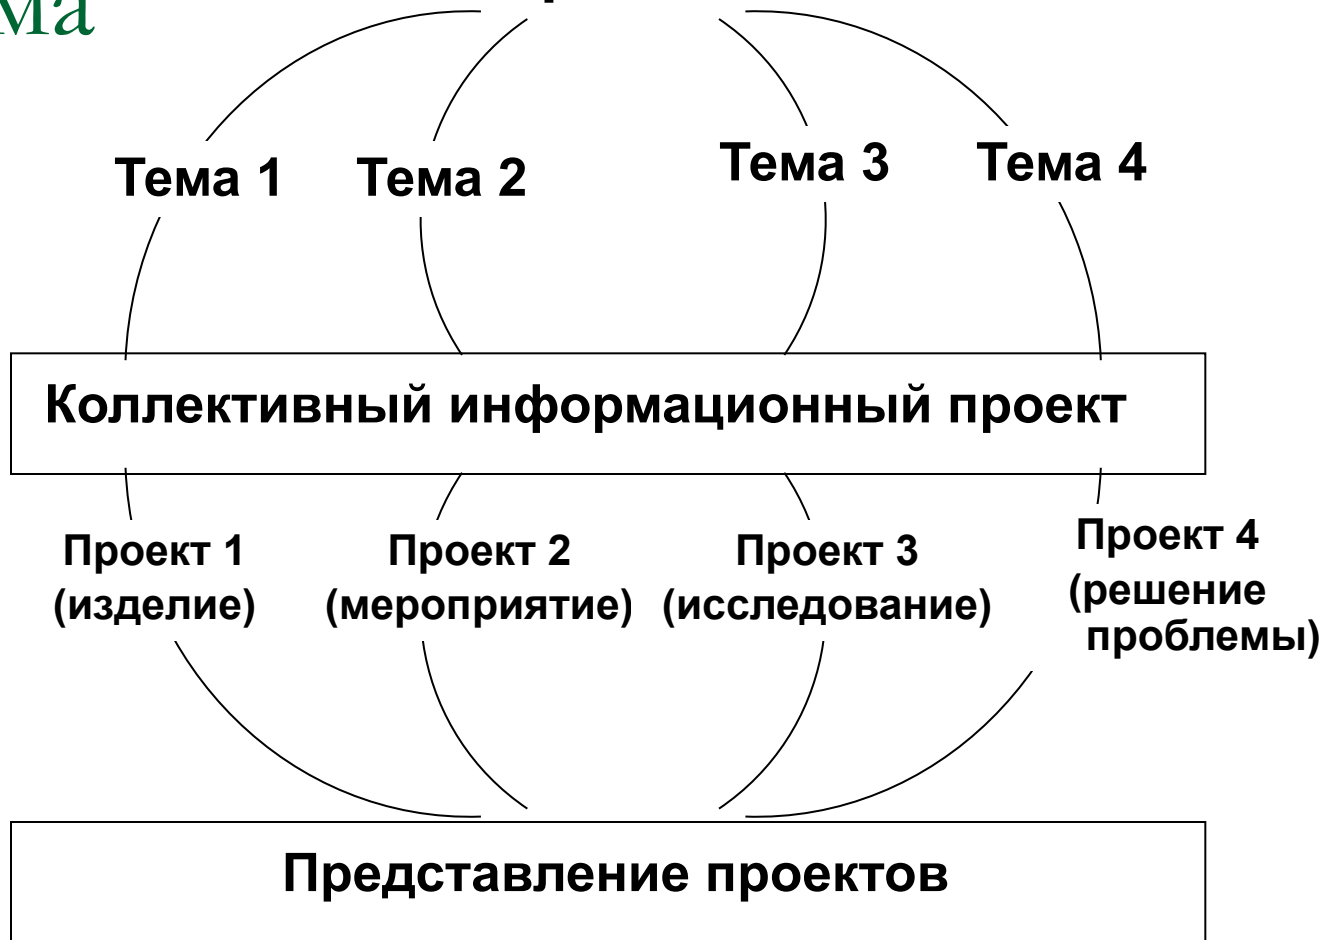 Тема 1
Тема 2
Тема 3
Тема 4
Коллективный информационный проект
Проект 1
(изделие)
Проект 2
(мероприятие)
Проект 3
(исследование)
Проект 4
(решение
проблемы)
Представление проектов